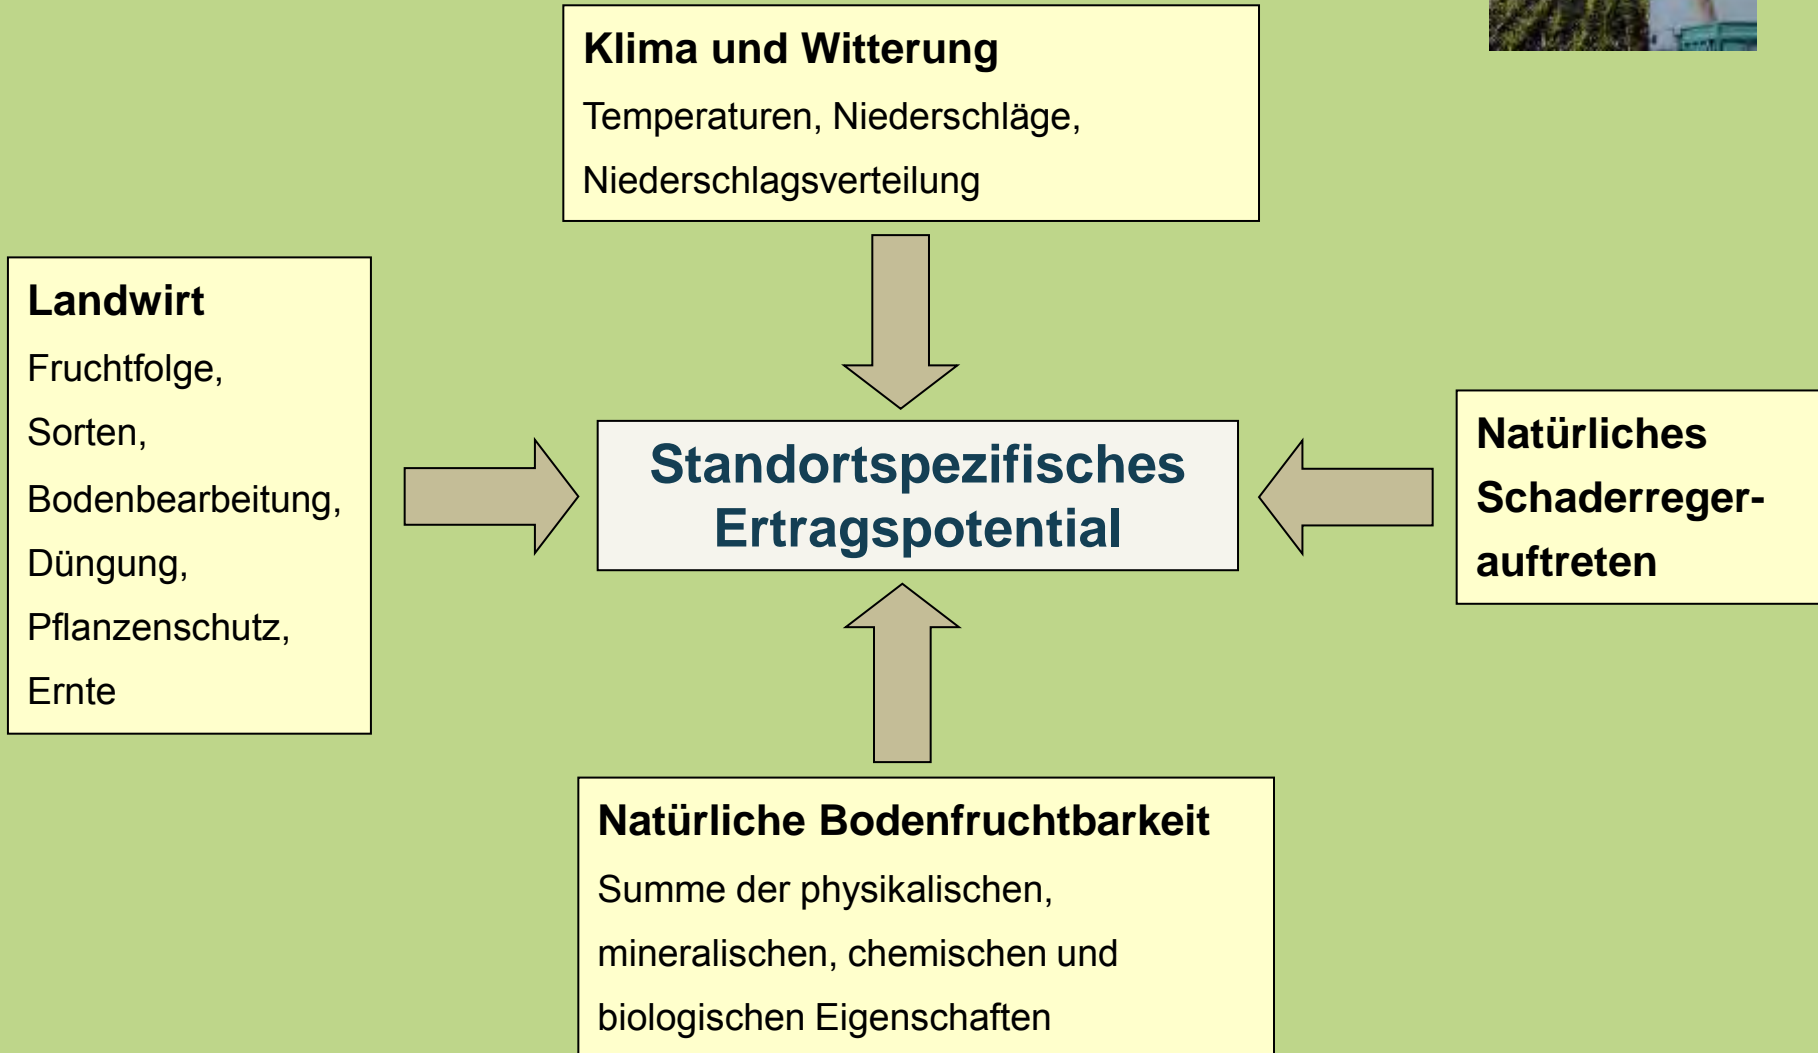 Klima und Witterung
Temperaturen, Niederschläge,
Niederschlagsverteilung
Landwirt
Fruchtfolge,
Sorten,
Bodenbearbeitung,
Düngung,
Pflanzenschutz,
Ernte
Standortspezifisches
Ertragspotential
Natürliches
Schaderreger-
auftreten
Natürliche Bodenfruchtbarkeit
Summe der physikalischen,
mineralischen, chemischen und
biologischen Eigenschaften